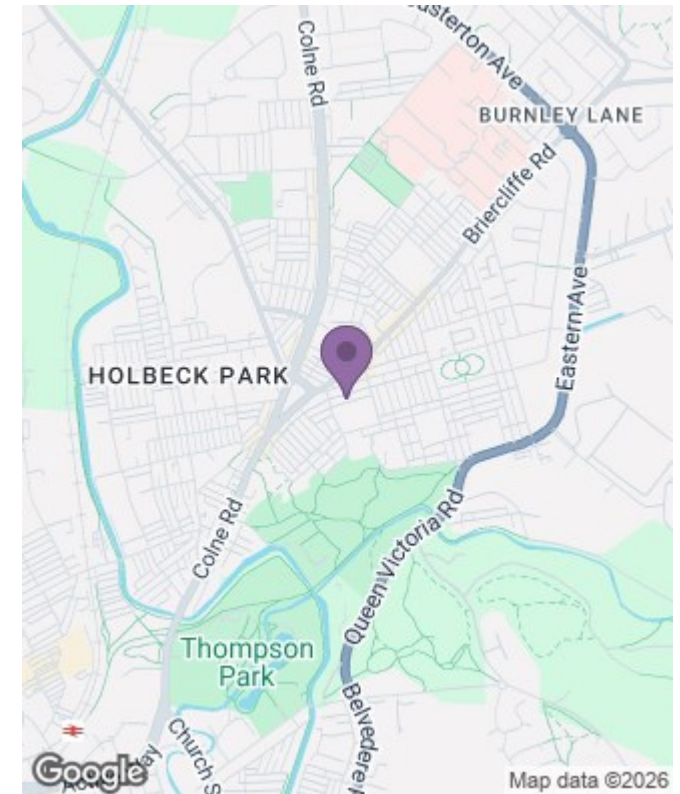 Colne Rd
BURNLEY LANE
Briercliffe Rd
Eastern Ave
HOLBECK PARK
Colne Rd
Queen Victoria Rd
Thompson
Park
Church S
Google
Map data ©2026